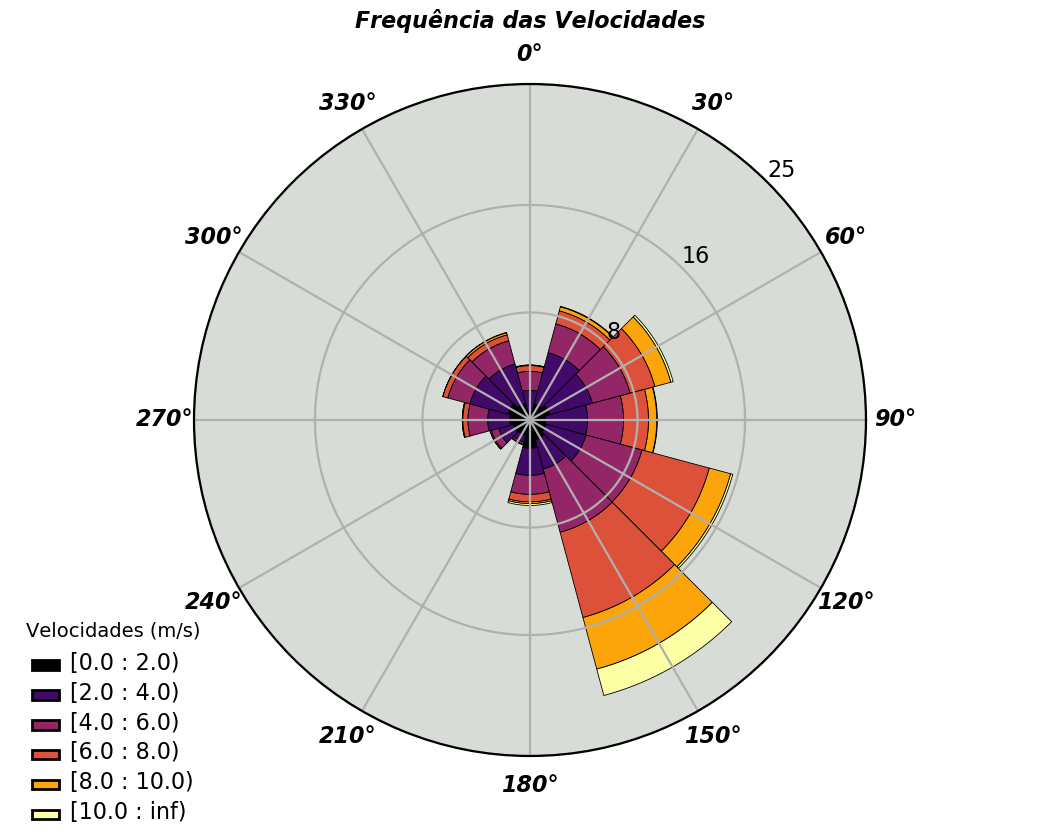 Frequência das Velocidades
0°
330°
30°
25
300°
60°
16
8
270°
90°
240°
120°
210°
150°
180°
Velocidades (m/s)
[0.0 : 2.0)
[2.0 : 4.0)
[4.0 : 6.0)
[6.0 : 8.0)
[8.0 : 10.0)
[10.0 : inf)